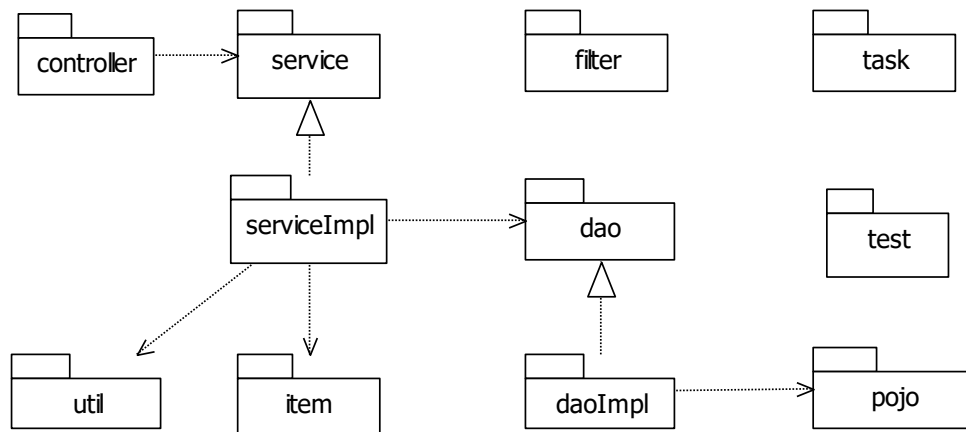 controller
service
filter
task
serviceImpl
dao
test
util
item
daoImpl
pojo